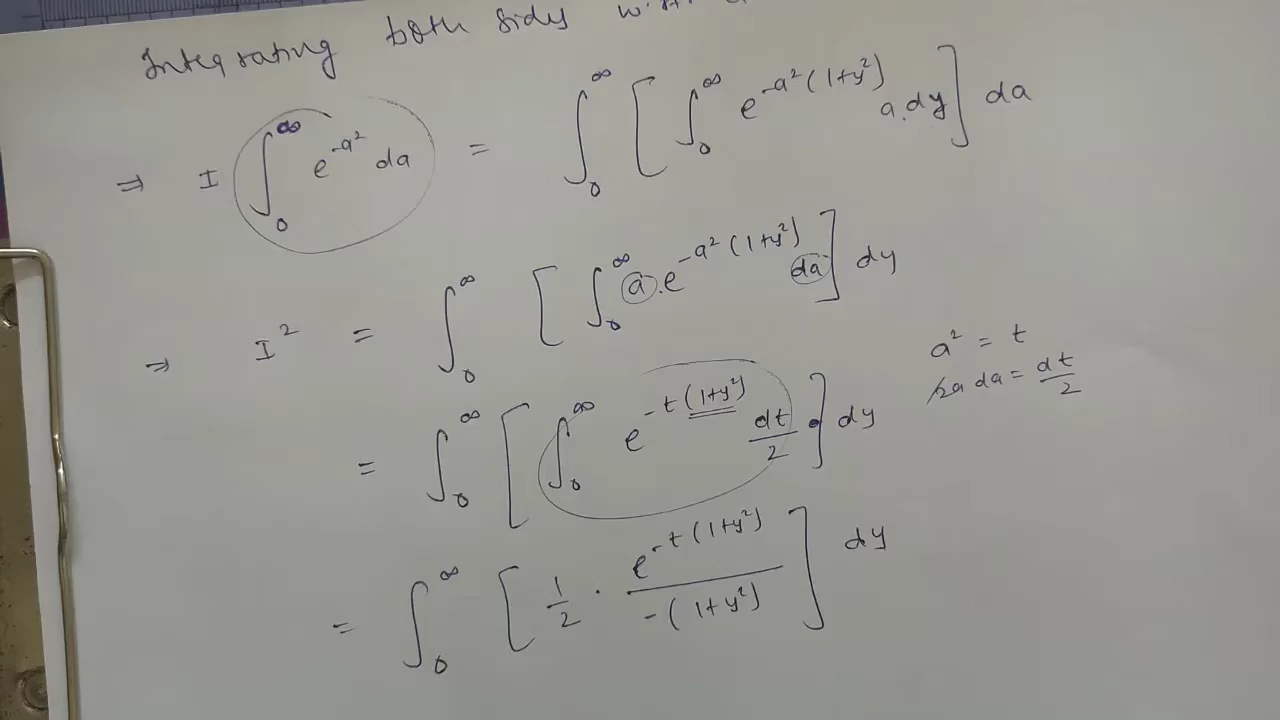 Integrating both sidy w.r.t
⇒ I ∫₀^∞ e^{-a²} da = ∫₀^∞ [ ∫₀^∞ e^{-a²(1+y²)} a.dy ] da
⇒ I² = ∫₀^∞ [ ∫₀^∞ a.e^{-a²(1+y²)} da ] dy
a² = t
2a da = dt/2
= ∫₀^∞ [ ∫₀^∞ e^{-t(1+y²)} dt/2 ] dy
= ∫₀^∞ [ 1/2 . e^{-t(1+y²)}/-(1+y²) ] dy